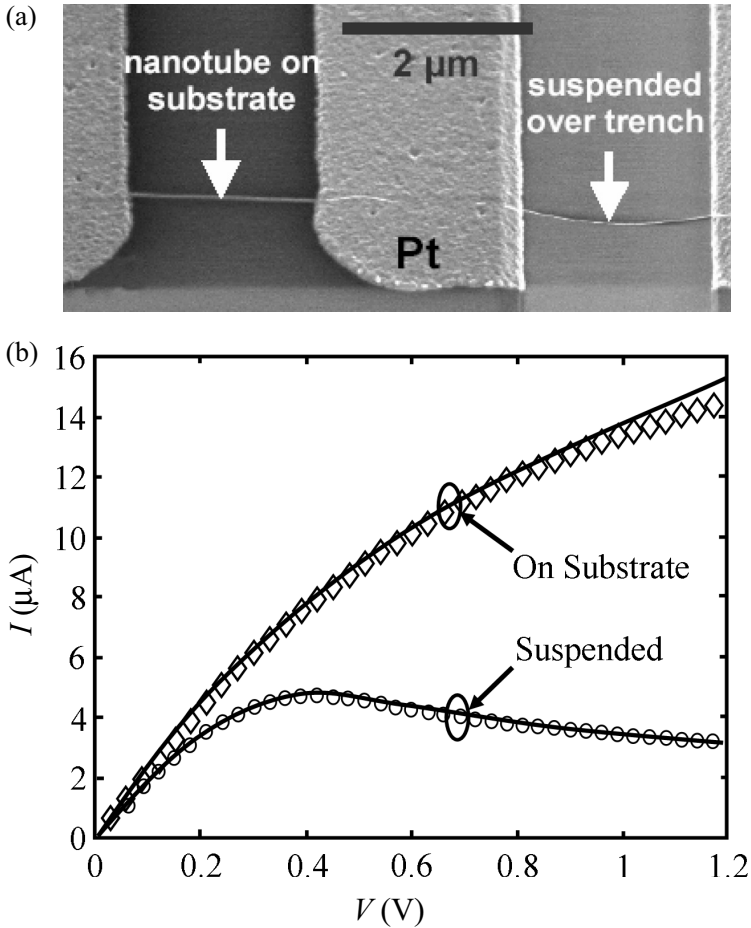 (a)
nanotube on
substrate
2 μm
suspended
over trench
Pt
(b)
16
14
12
10
8
6
4
2
0
I (μA)
On Substrate
Suspended
0
0.2
0.4
0.6
0.8
1
1.2
V (V)